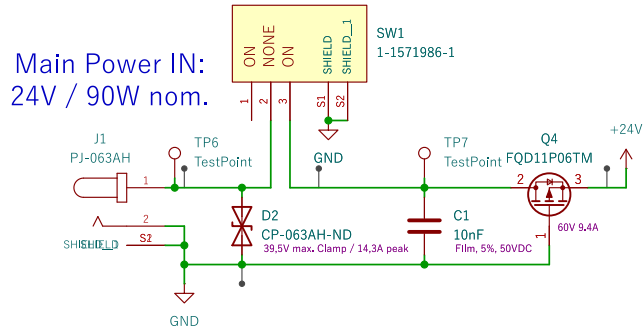 SW1
1-1571986-1
ON
NONE
ON
SHIELD
SHIELD_1
1
2
3
S1
S2
Main Power IN:
24V / 90W nom.
J1
PJ-063AH
1
2
TP6
TestPoint
GND
TP7
TestPoint
Q4
FQD11P06TM
+24V
2
3
1
60V 9.4A
D2
CP-063AH-ND
39,5V max. Clamp / 14,3A peak
C1
10nF
FIlm, 5%, 50VDC
GND